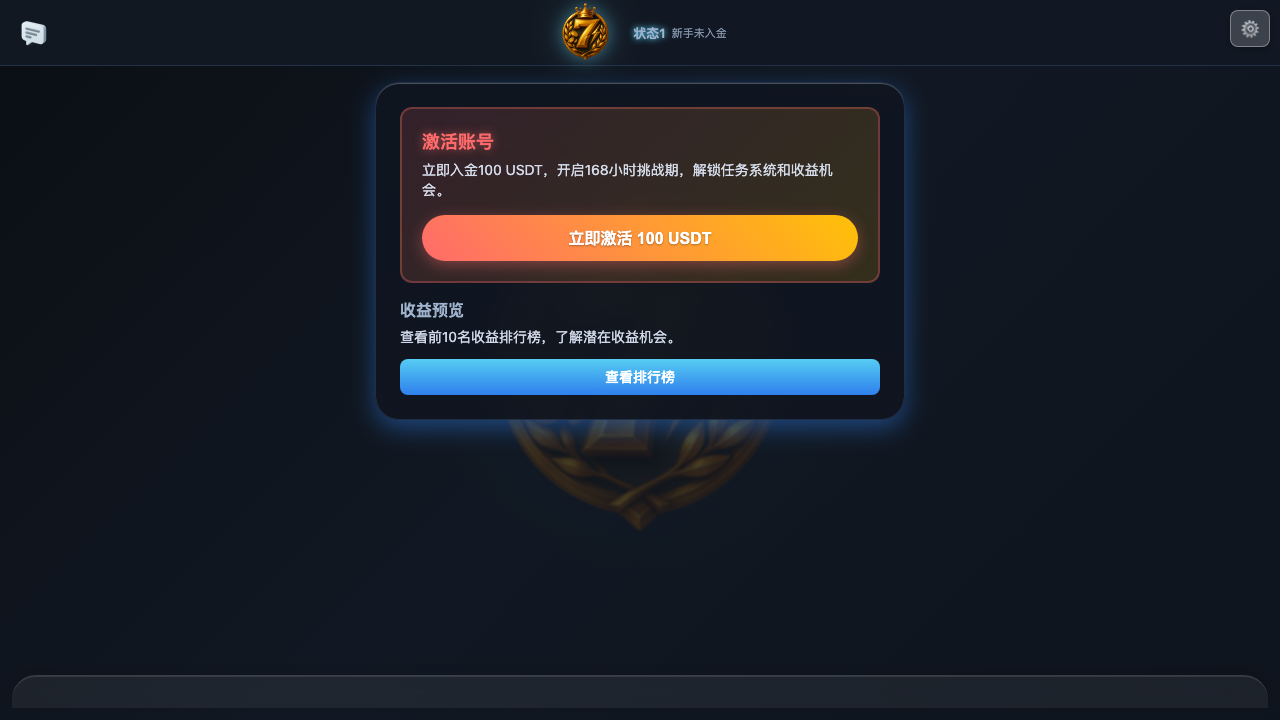 7
状态1 新手未入金
激活账号
立即入金100 USDT，开启168小时挑战期，解锁任务系统和收益机
会。
立即激活 100 USDT
收益预览
查看前10名收益排行榜，了解潜在收益机会。
查看排行榜